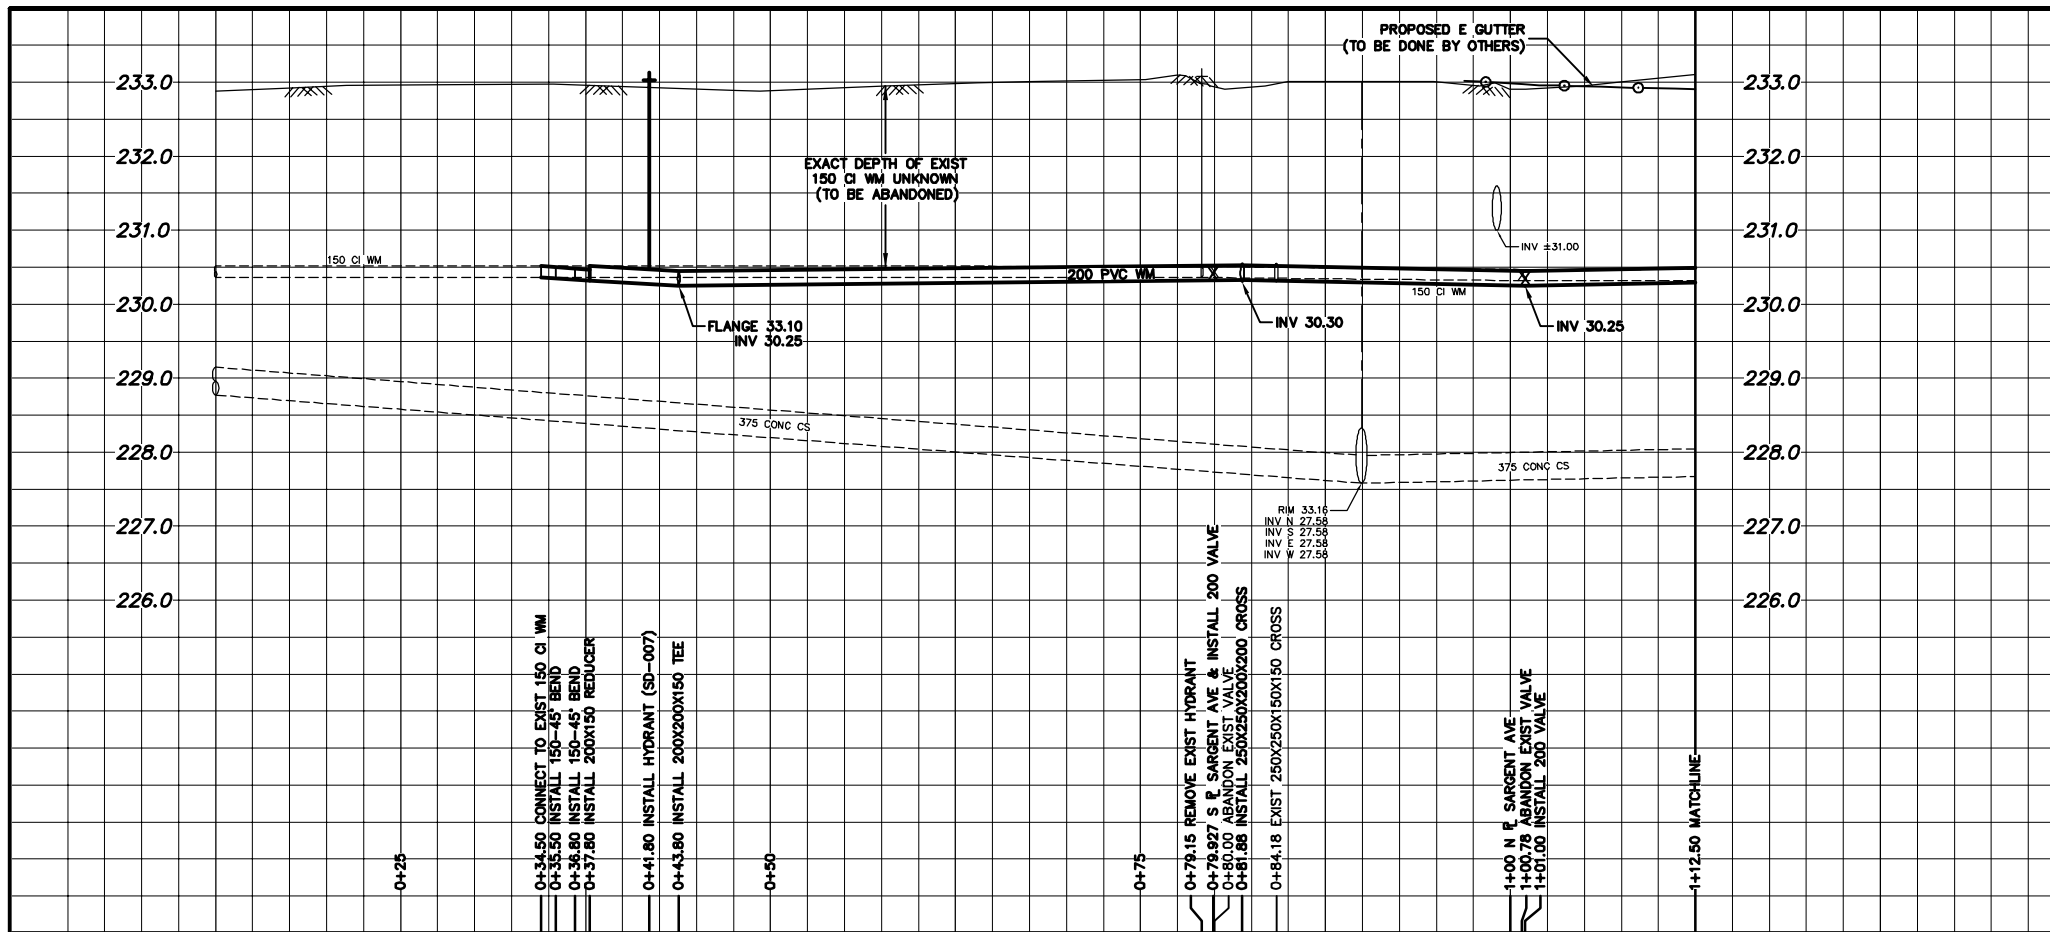 PROPOSED E GUTTER
(TO BE DONE BY OTHERS)
233.0
233.0
232.0
232.0
EXACT DEPTH OF EXIST
150 CI WM UNKNOWN
(TO BE ABANDONED)
231.0
231.0
INV ±31.00
150 CI WM
200 PVC WM
150 CI WM
230.0
230.0
FLANGE 33.10
INV 30.25
INV 30.30
INV 30.25
229.0
229.0
375 CONC CS
228.0
228.0
375 CONC CS
RIM 33.16
INV N 27.58
INV S 27.58
INV E 27.58
INV W 27.58
227.0
227.0
226.0
226.0
0+25
0+34.50 CONNECT TO EXIST 150 CI WM
0+35.50 INSTALL 150-45° BEND
0+36.80 INSTALL 150-45° BEND
0+37.80 INSTALL 200X150 REDUCER
0+41.80 INSTALL HYDRANT (SD-007)
0+43.80 INSTALL 200X200X150 TEE
0+50
0+75
0+79.15 REMOVE EXIST HYDRANT
0+79.927 S PL SARGENT AVE & INSTALL 200 VALVE
0+80.00 ABANDON EXIST VALVE
0+81.88 INSTALL 250X250X200X200 CROSS
0+84.18 EXIST 250X250X150X150 CROSS
1+00 N PL SARGENT AVE
1+00.78 ABANDON EXIST VALVE
1+01.00 INSTALL 200 VALVE
1+12.50 MATCHLINE